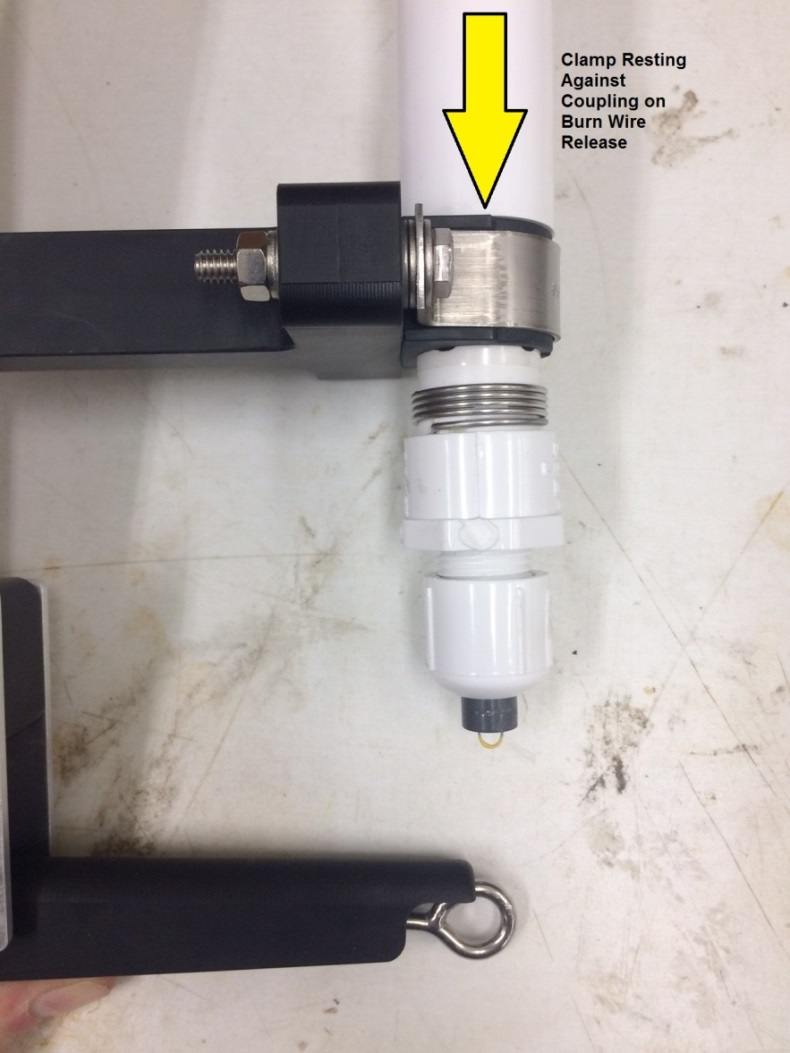 Clamp Resting
Against
Coupling on
Burn Wire
Release